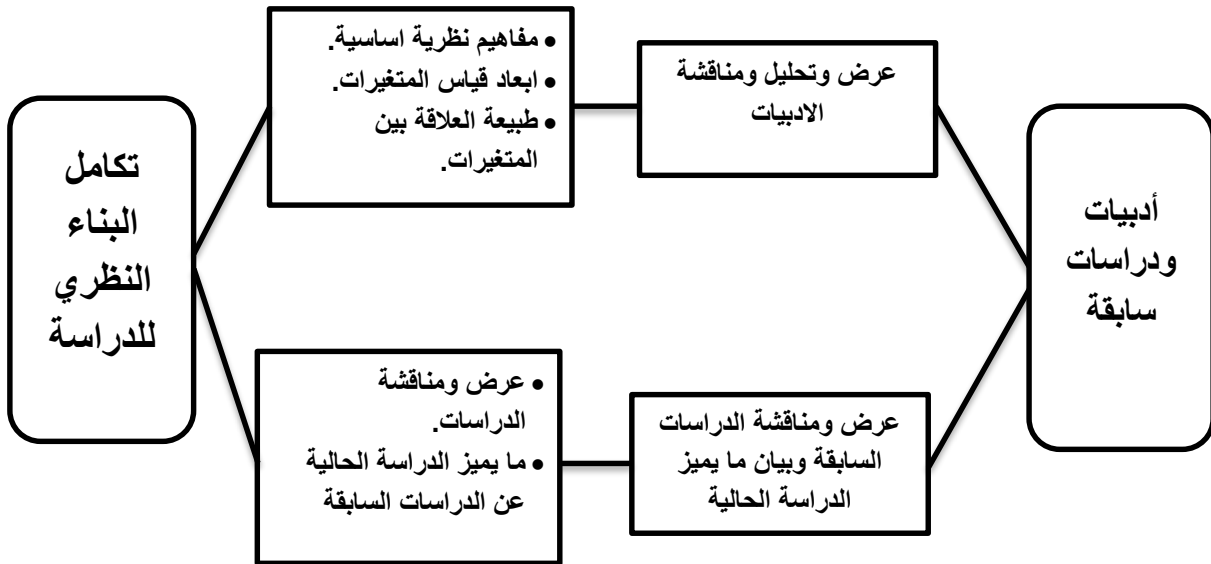 أدبيات
ودراسات
سابقة
عرض وتحليل ومناقشة
الادبيات
• مفاهيم نظرية اساسية.
• ابعاد قياس المتغيرات.
• طبيعة العلاقة بين
المتغيرات.
عرض ومناقشة الدراسات
السابقة وبيان ما يميز
الدراسة الحالية
• عرض ومناقشة
الدراسات.
• ما يميز الدراسة الحالية
عن الدراسات السابقة
تكامل
البناء
النظري
للدراسة